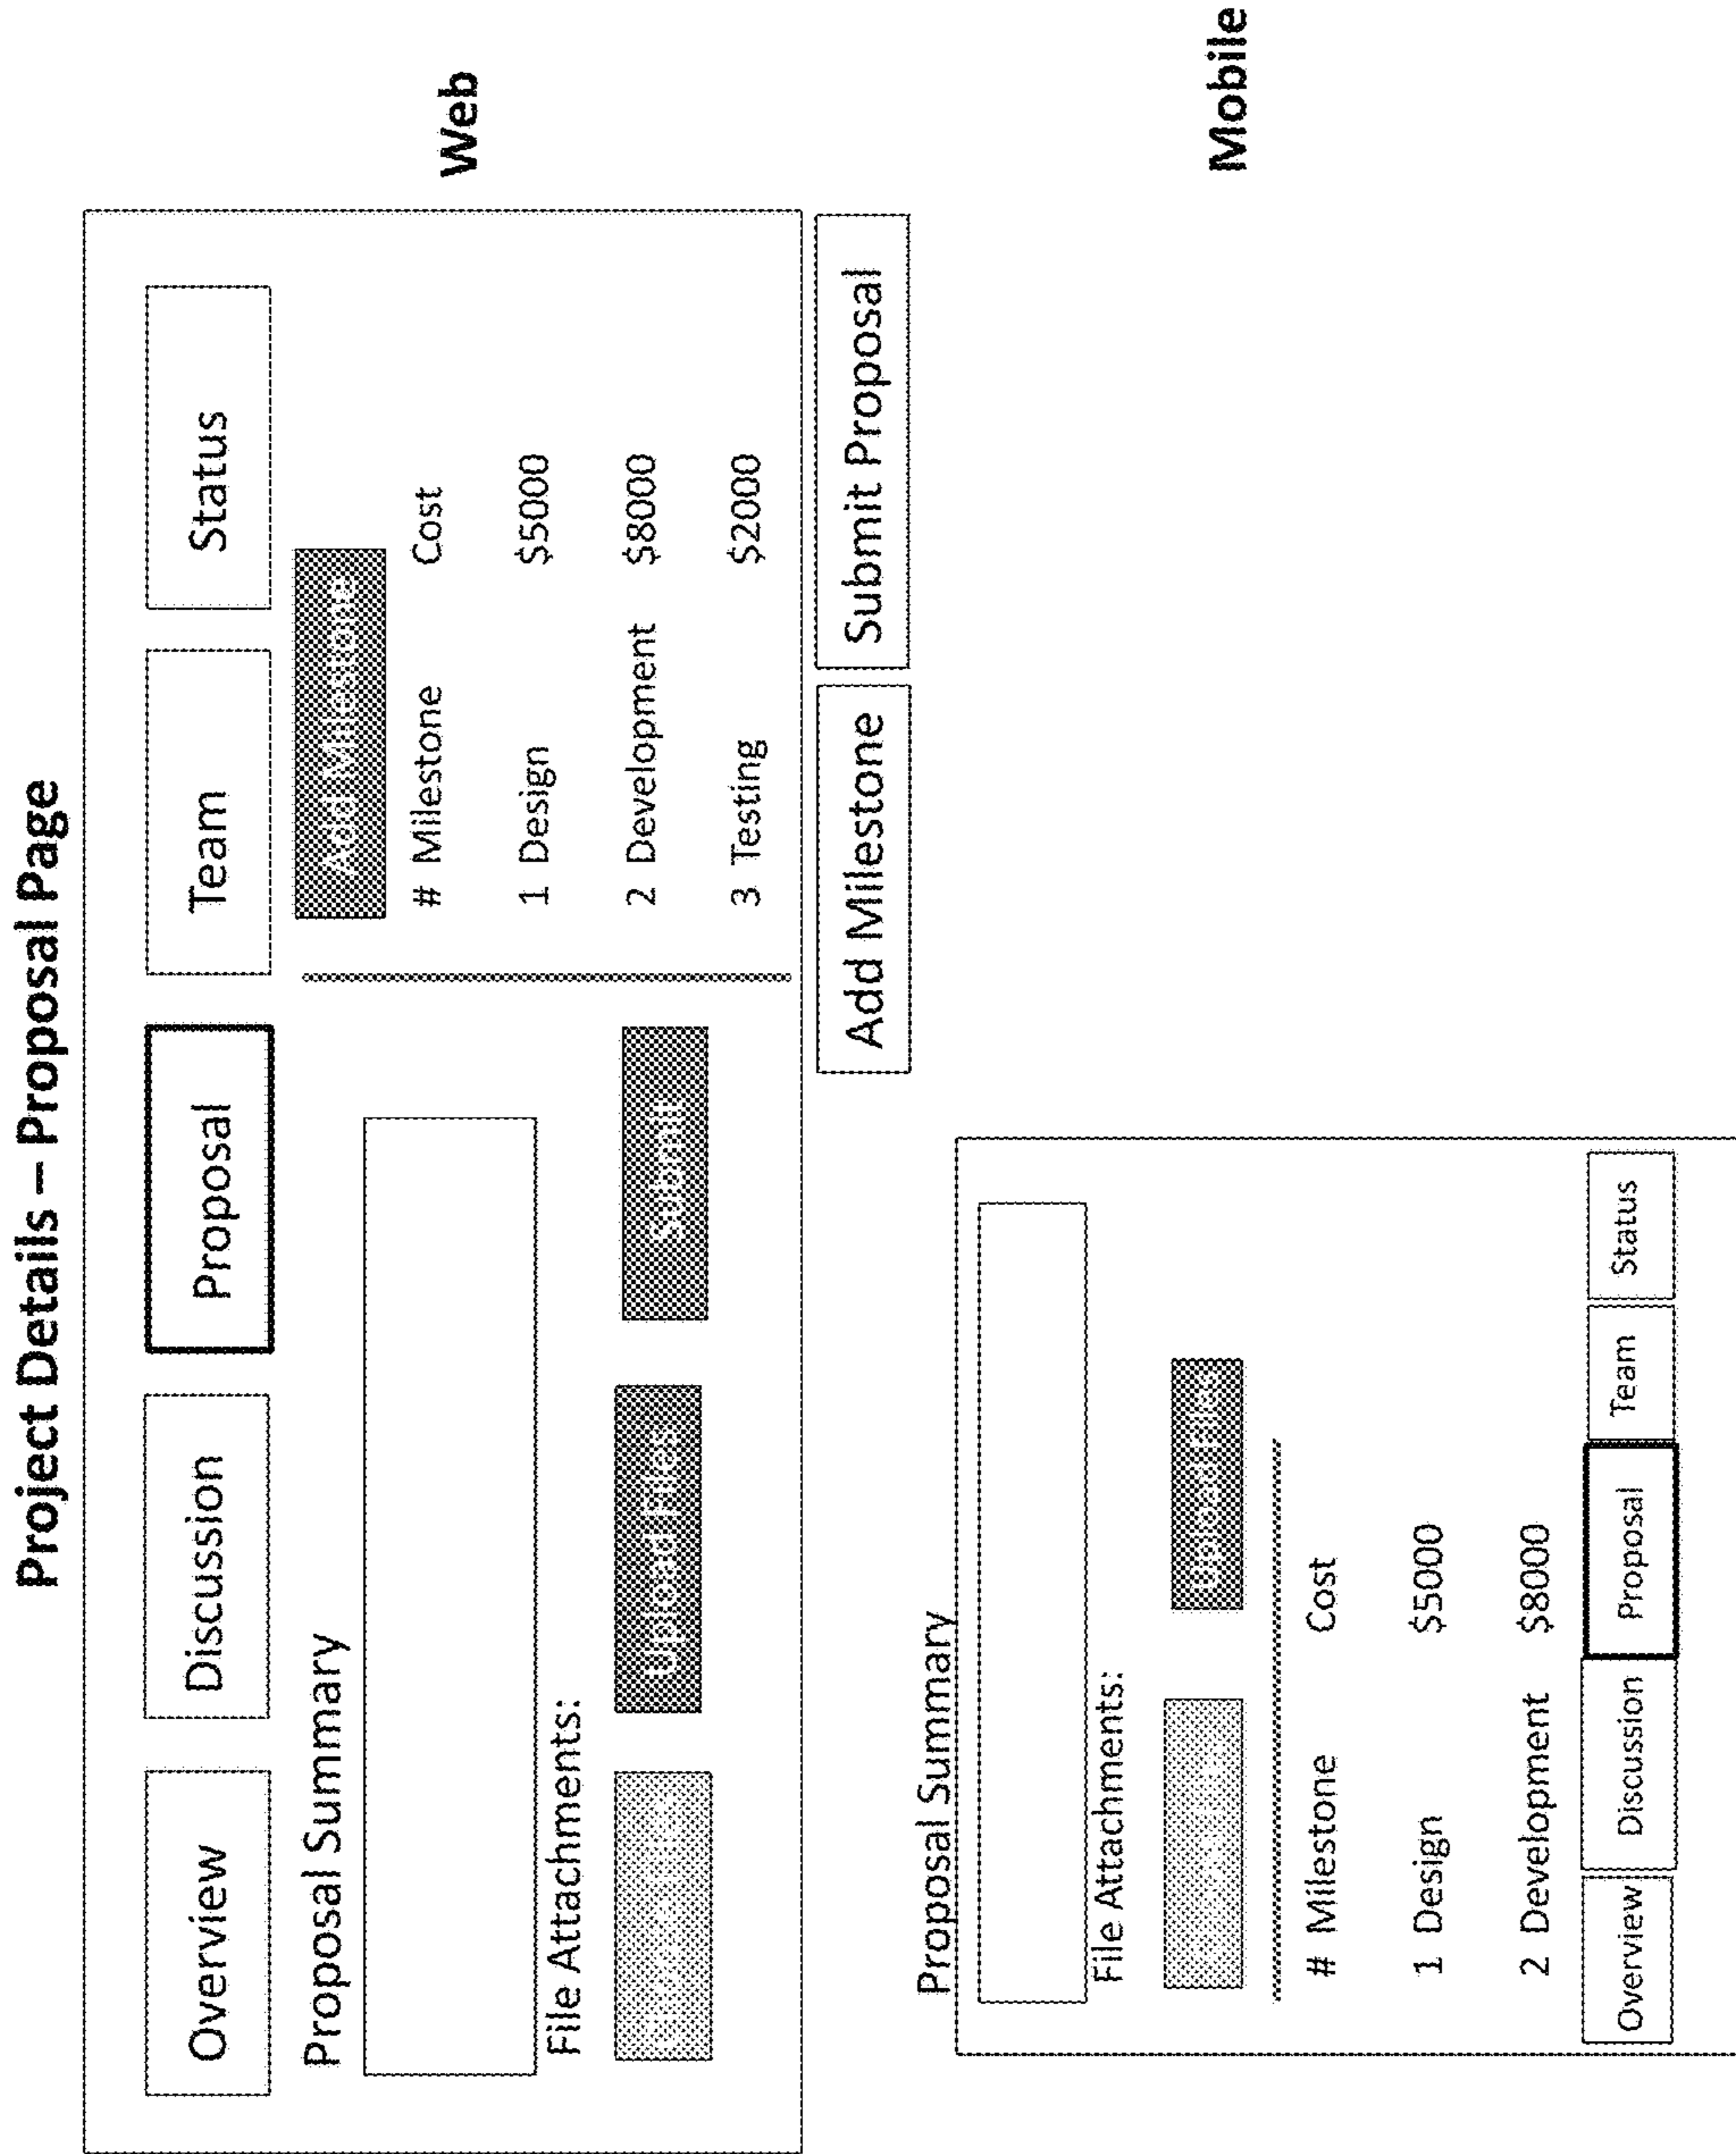 Project Details – Proposal Page
Web
Overview Discussion Proposal Team Status
Proposal Summary
Add Milestone
# Milestone Cost
1 Design $5000
File Attachments:
2 Development $8000
Upload Files Submit
3 Testing $2000
Add Milestone Submit Proposal
Mobile
Proposal Summary
File Attachments:
Upload Files
# Milestone Cost
1 Design $5000
2 Development $8000
Overview Discussion Proposal Team Status